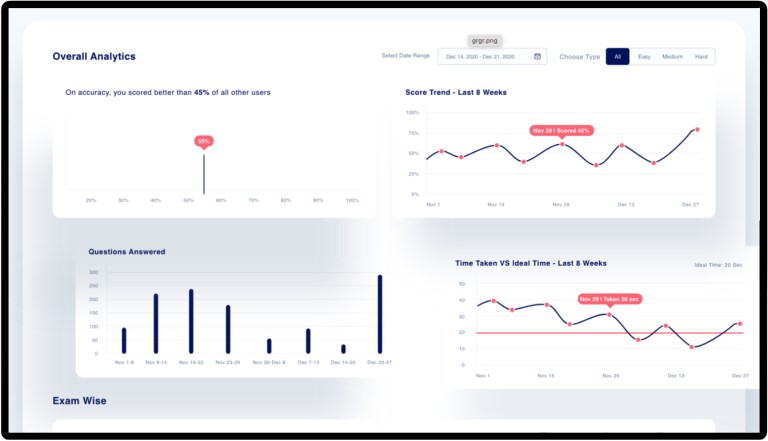 grgr.png
Overall Analytics
Select Date Range
Dec 14, 2020 - Dec 21, 2020
Choose Type
All
Easy
Medium
Hard
On accuracy, you scored better than 45% of all other users
55%
20% 30% 40% 50% 60% 70% 80% 90% 100%
Score Trend - Last 8 Weeks
100%
75%
50%
25%
0%
Nov 29 I Scored 42%
Nov 1 Nov 15 Nov 29 Dec 13 Dec 27
Questions Answered
300
250
200
150
100
50
0
Nov 1-8 Nov 9-15 Nov 16-22 Nov 23-29 Nov 30-Dec 6 Dec 7-13 Dec 14-20 Dec 20-27
Time Taken VS Ideal Time - Last 8 Weeks
Ideal Time: 20 Sec
50
40
30
20
10
0
Nov 29 I Taken 30 sec
Nov 1 Nov 15 Nov 29 Dec 13 Dec 27
Exam Wise